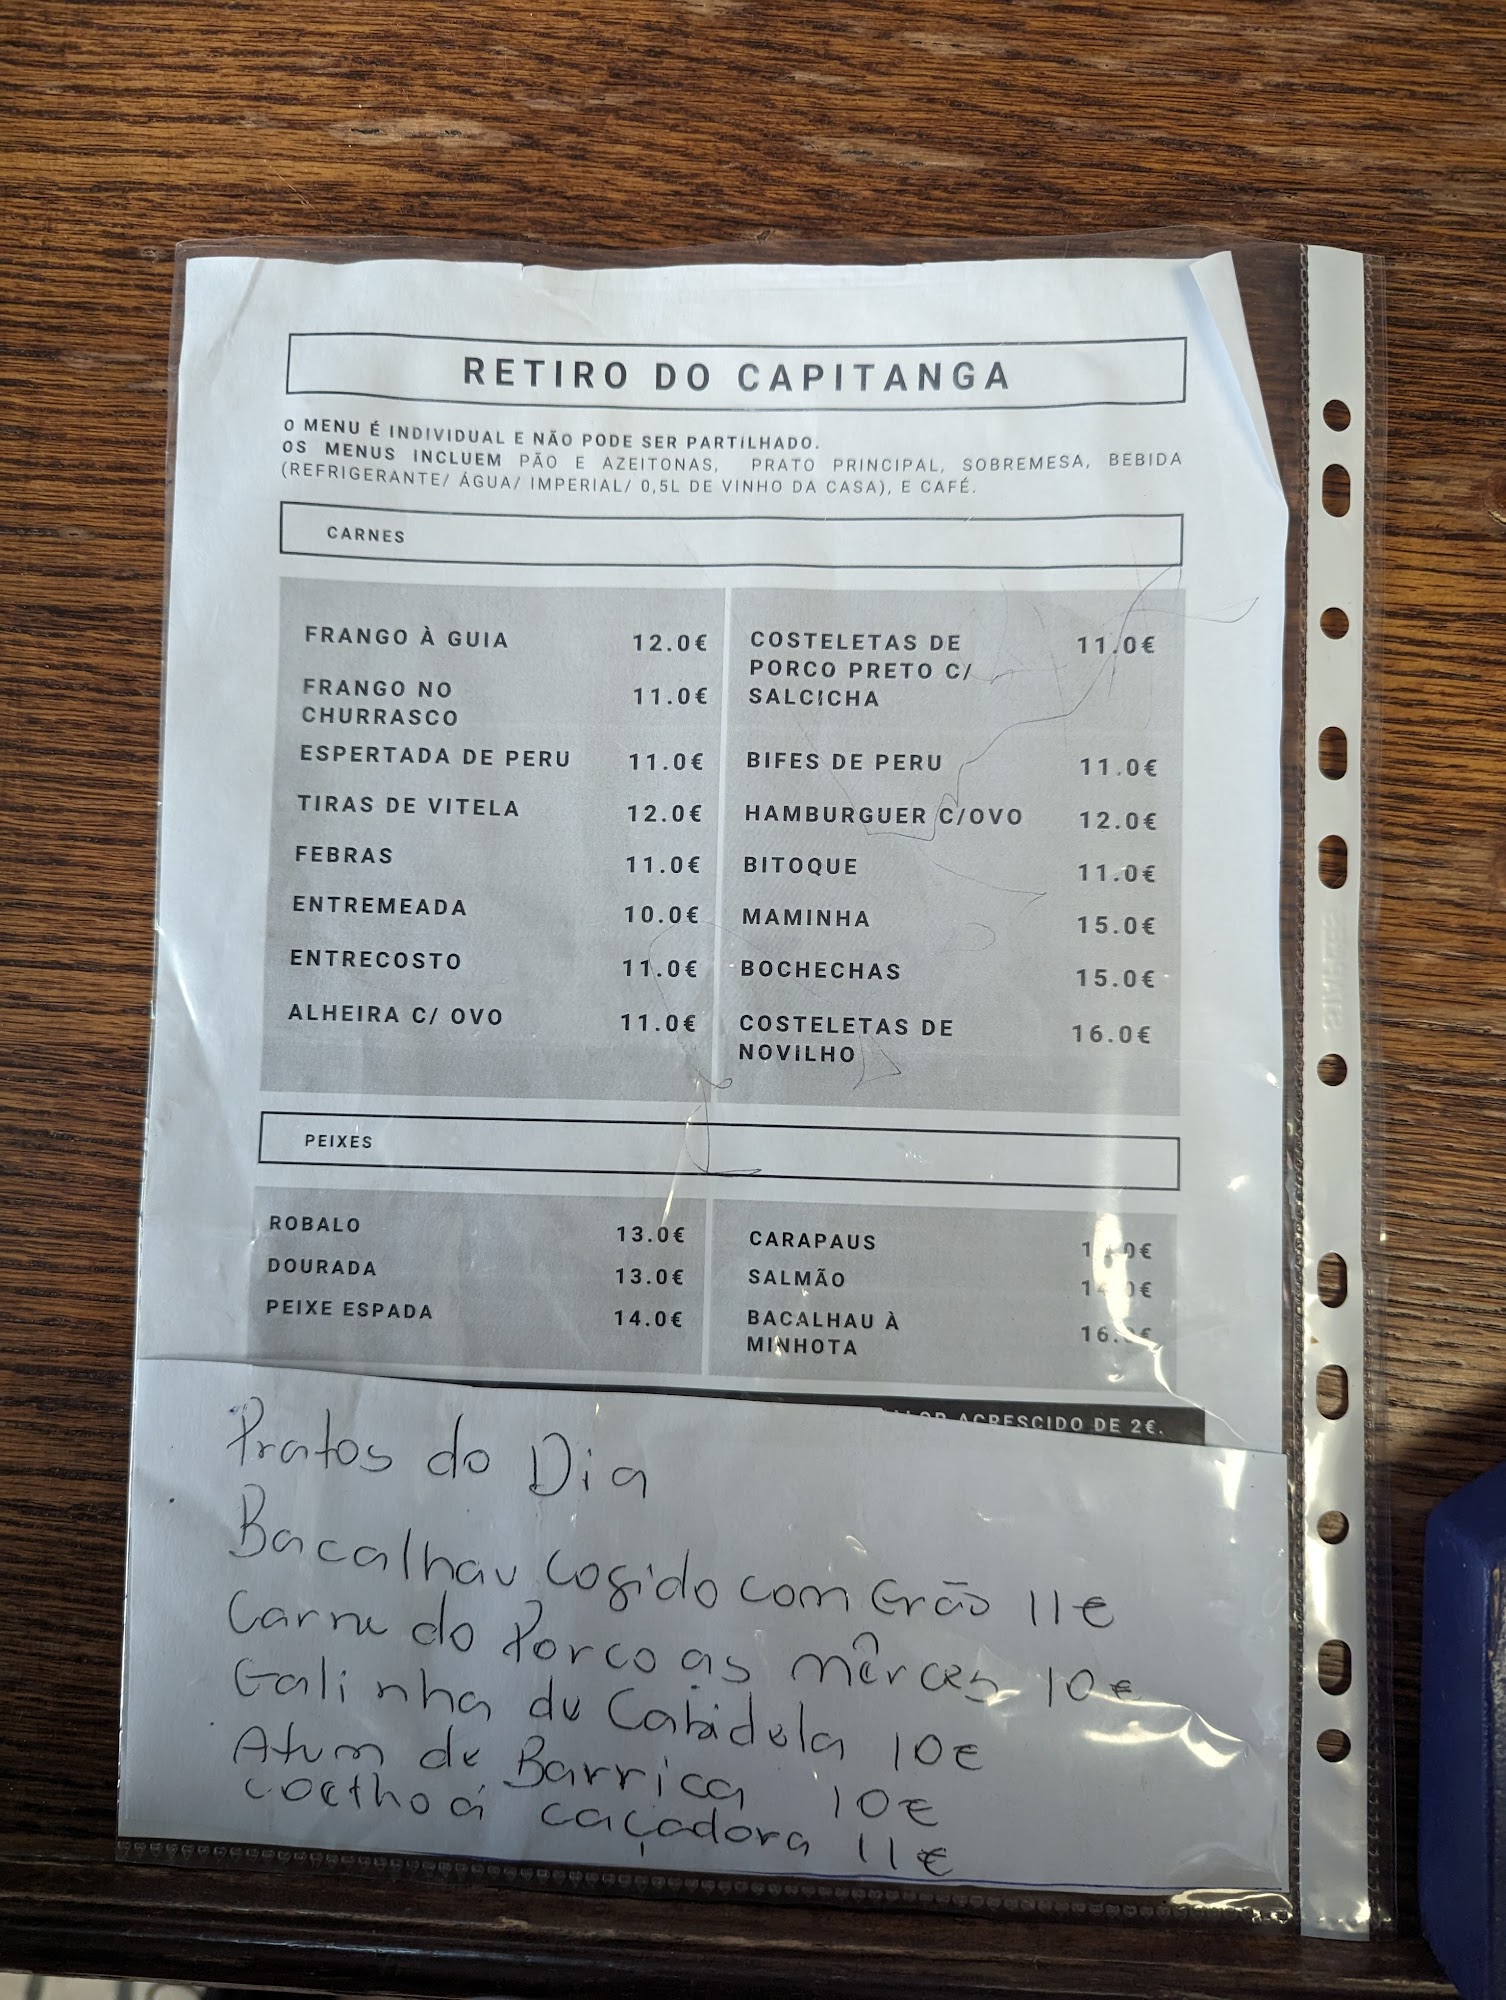 RETIRO DO CAPITANGA
O MENU É INDIVIDUAL E NÃO PODE SER PARTILHADO.
OS MENUS INCLUEM PÃO E AZEITONAS, PRATO PRINCIPAL, SOBREMESA, BEBIDA
(REFRIGERANTE/ ÁGUA/ IMPERIAL/ 0,5L DE VINHO DA CASA), E CAFÉ.
CARNES
FRANGO À GUIA 12.0€
FRANGO NO 11.0€
CHURRASCO
ESPERTADA DE PERU 11.0€
TIRAS DE VITELA 12.0€
FEBRAS 11.0€
ENTREMEADA 10.0€
ENTRECOSTO 11.0€
ALHEIRA C/ OVO 11.0€
COSTELETAS DE 11.0€
PORCO PRETO C/
SALCICHA
BIFES DE PERU 11.0€
HAMBURGUER C/OVO 12.0€
BITOQUE 11.0€
MAMINHA 15.0€
BOCHECHAS 15.0€
COSTELETAS DE 16.0€
NOVILHO
PEIXES
ROBALO 13.0€
DOURADA 13.0€
PEIXE ESPADA 14.0€
CARAPAUS
SALMÃO
BACALHAU À
MINHOTA
ACRESCIDO DE 2€.
Pratos do Dia
Bacalhau Cosido com Grão 11€
Carne do Porco as mêrces 10€
Galinha de Cabidela 10€
Atum de Barrica 10€
Coelho á caçadora 11€